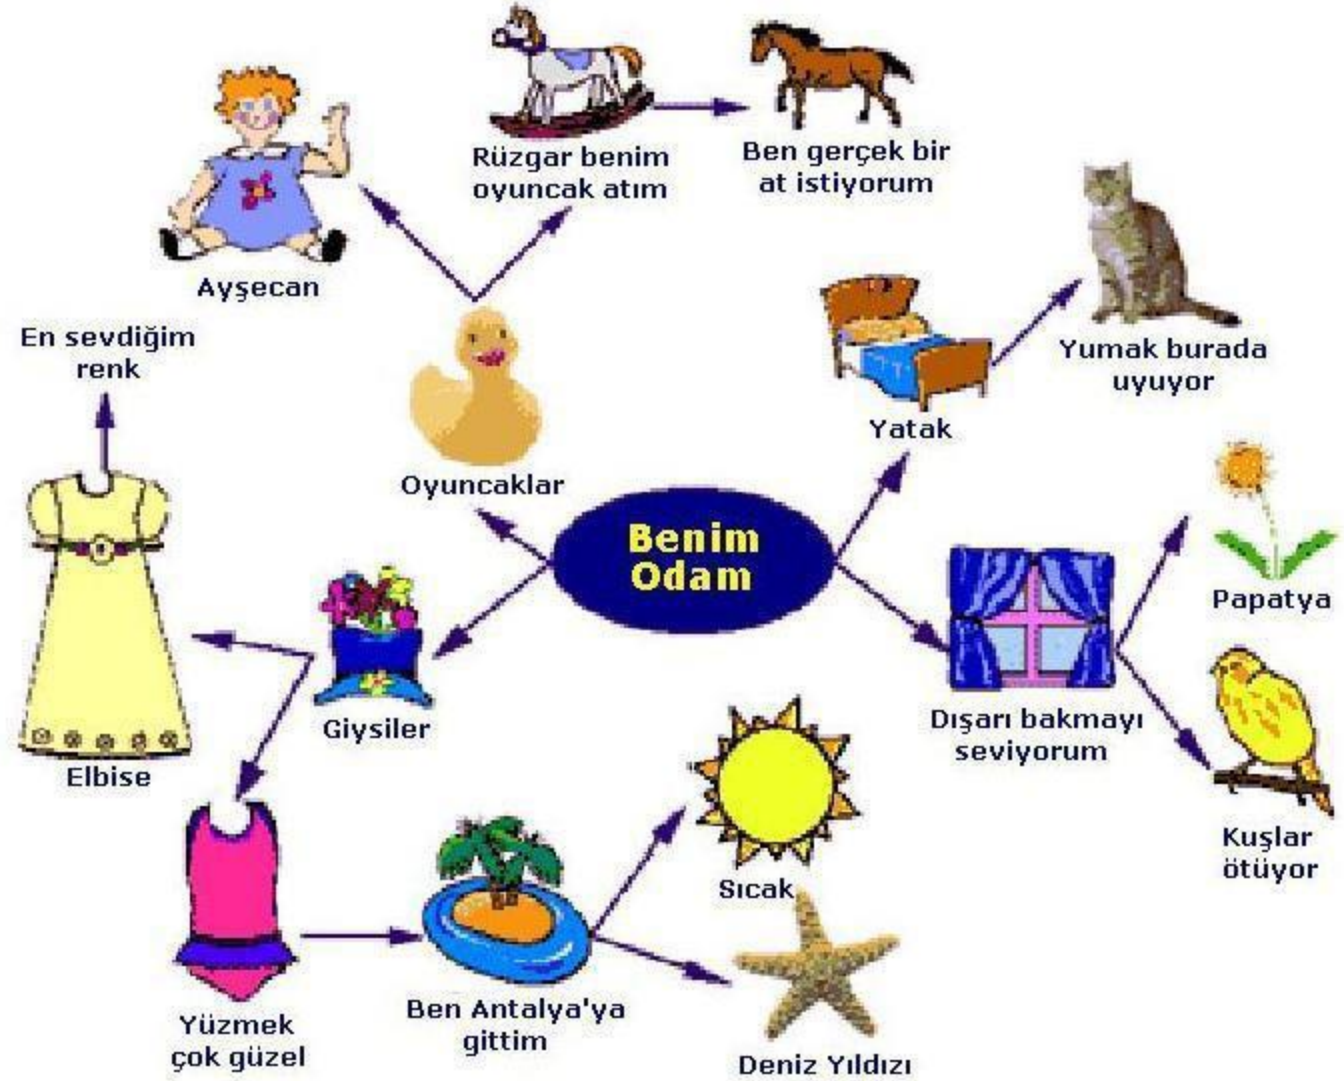 Rüzgar benim
oyuncak atım
Ben gerçek bir
at istiyorum
Ayşecan
En sevdiğim
renk
Yumak burada
uyuyor
Yatak
Oyuncaklar
Benim
Odam
Papatya
Giysiler
Dışarı bakmayı
seviyorum
Elbise
Kuşlar
ötüyor
Sıcak
Ben Antalya'ya
gittim
Yüzmek
çok güzel
Deniz Yıldızı